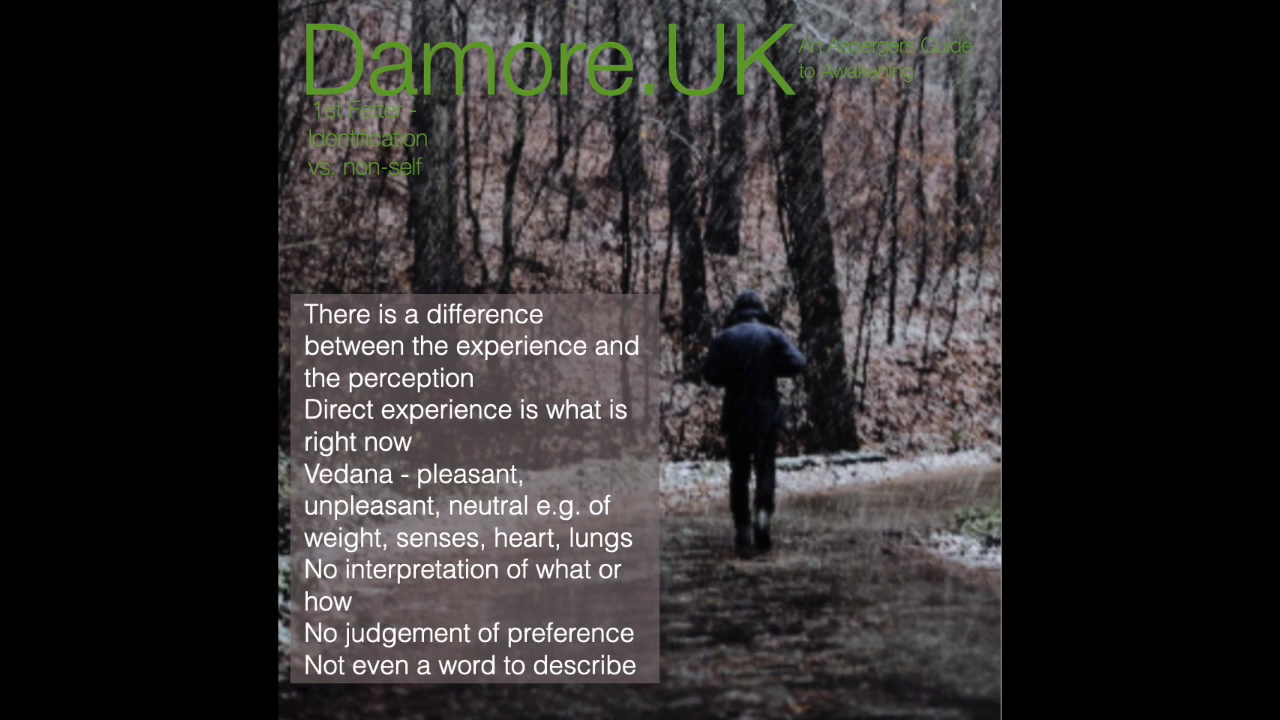 Damore.UK
An Aspergers Guide
to Awakening
1st Fetter -
Identification
vs. non-self
There is a difference
between the experience and
the perception
Direct experience is what is
right now
Vedana - pleasant,
unpleasant, neutral e.g. of
weight, senses, heart, lungs
No interpretation of what or
how
No judgement of preference
Not even a word to describe